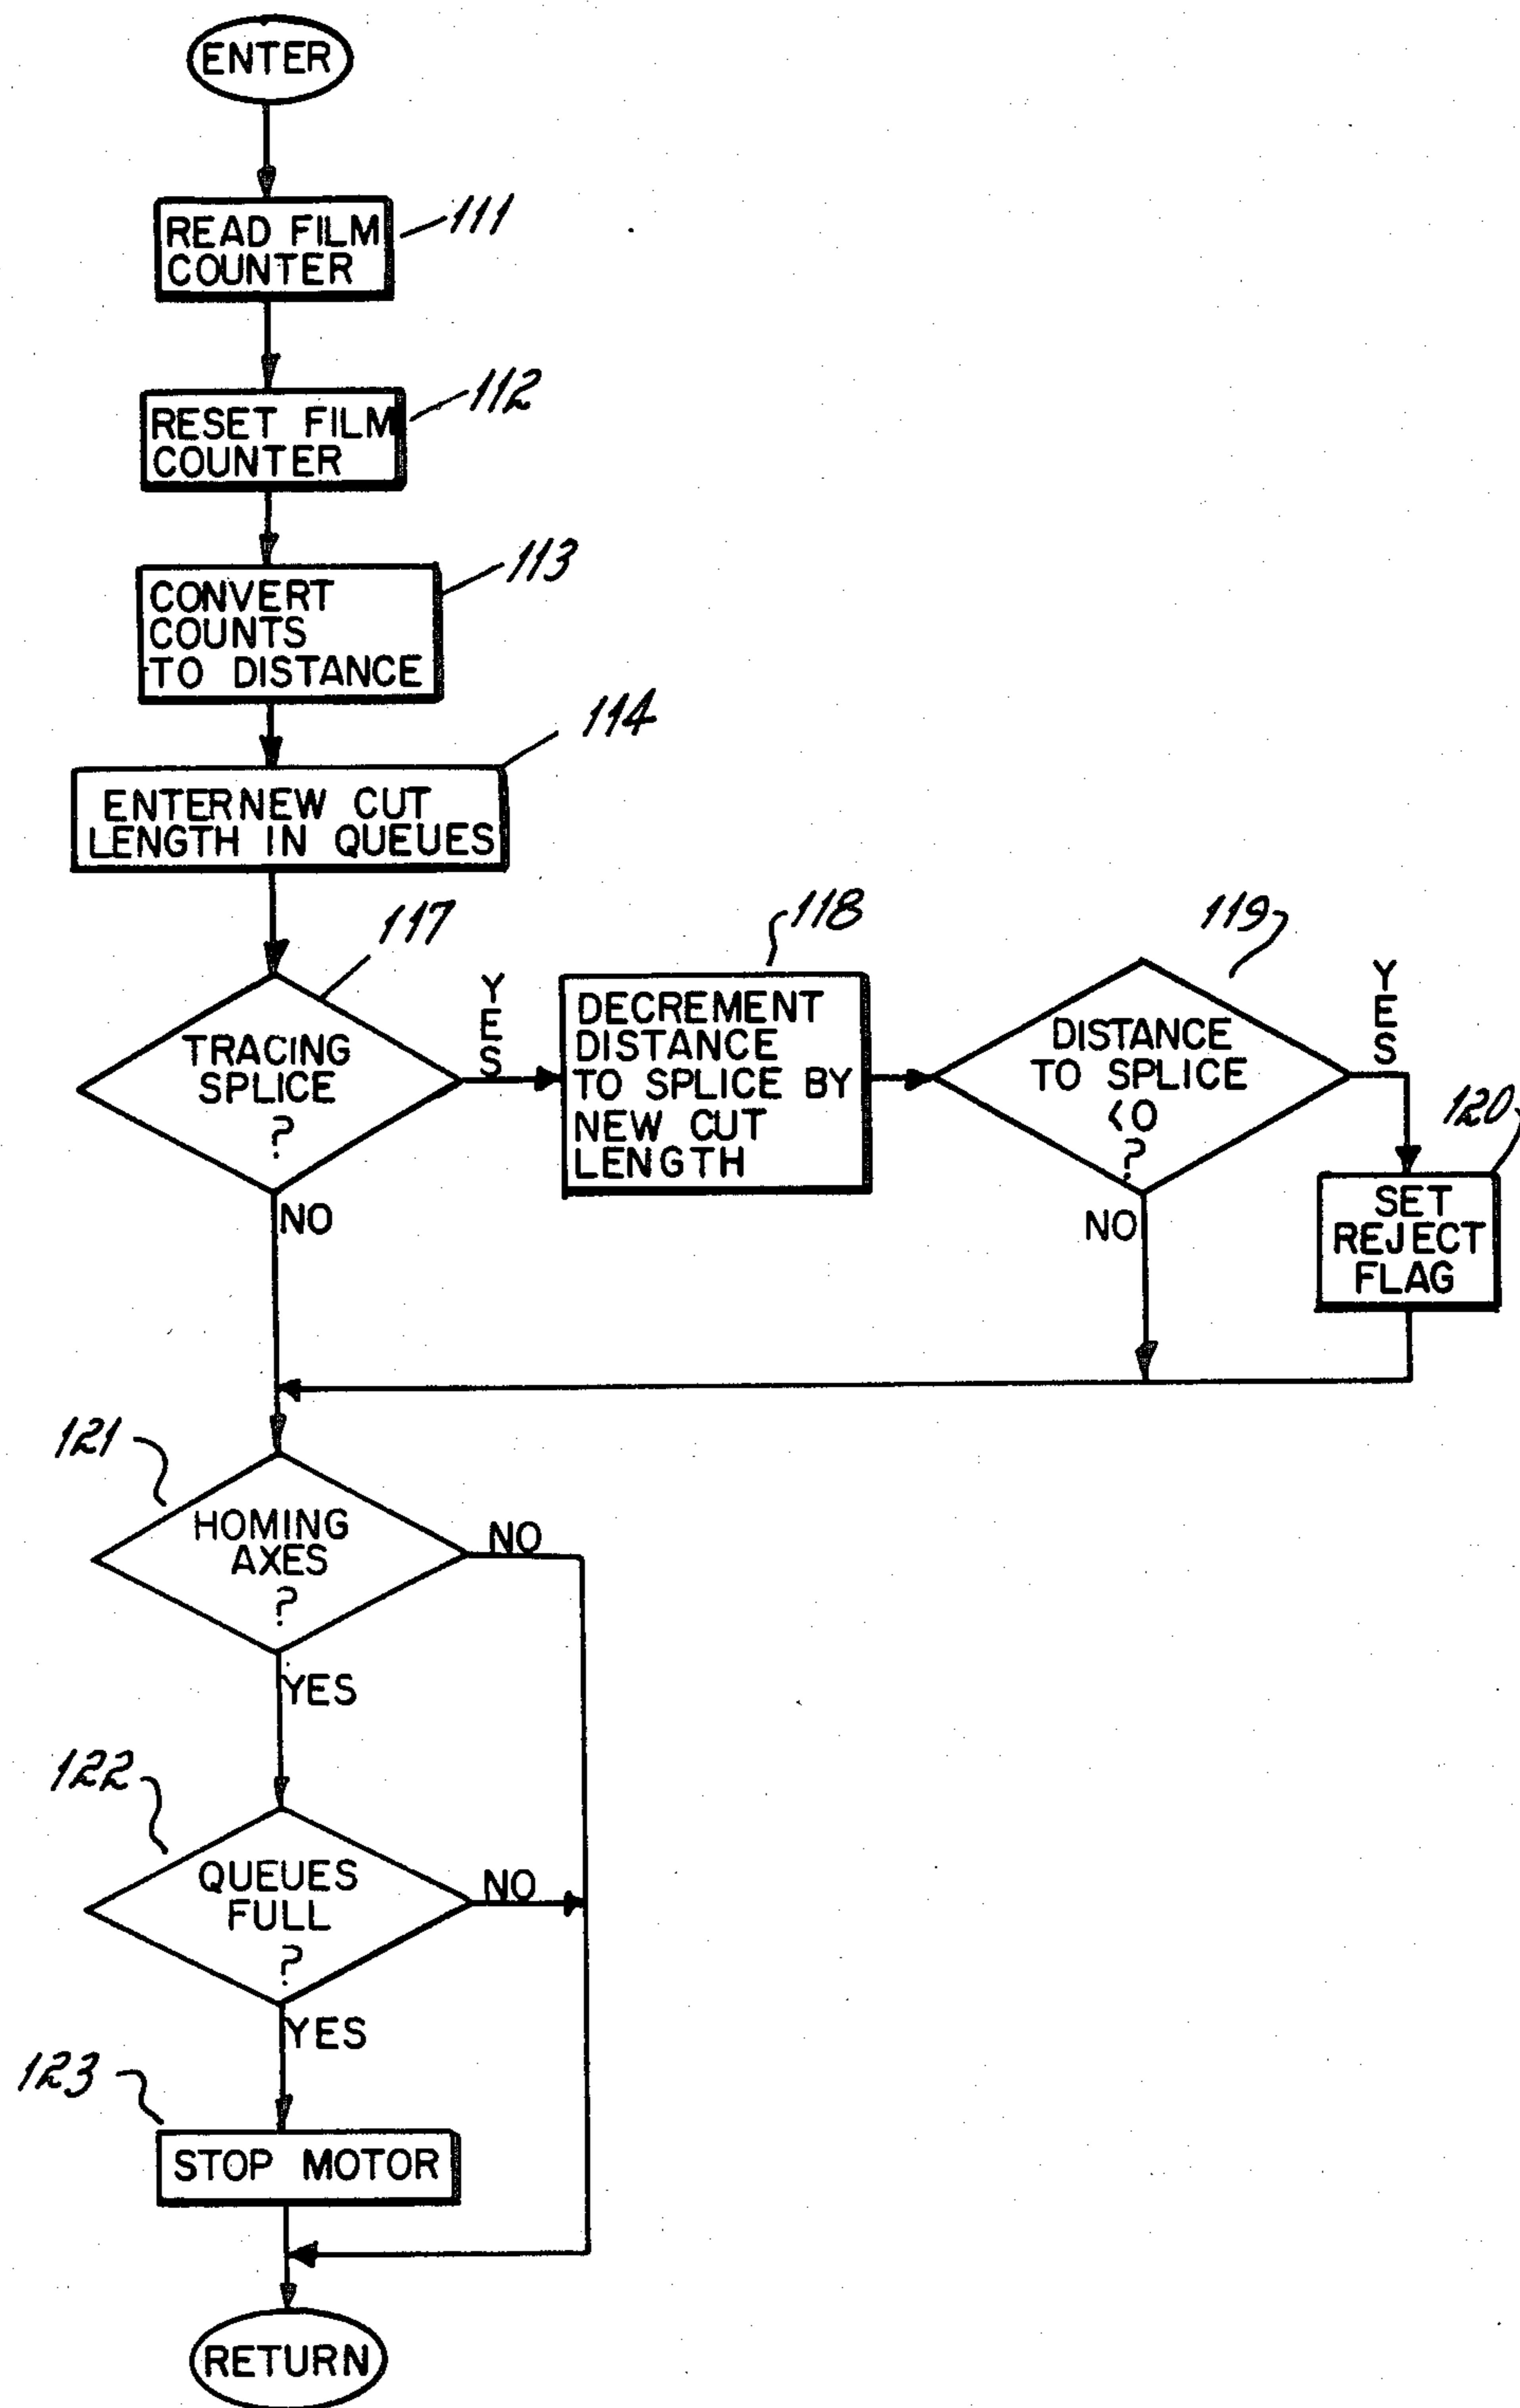 ENTER
READ FILM
COUNTER
111
RESET FILM
COUNTER
112
CONVERT
COUNTS
TO DISTANCE
113
ENTERNEW CUT
LENGTH IN QUEUES
114
TRACING
SPLICE
?
117
YES
NO
DECREMENT
DISTANCE
TO SPLICE BY
NEW CUT
LENGTH
118
DISTANCE
TO SPLICE
<0
?
119
YES
NO
SET
REJECT
FLAG
120
HOMING
AXES
?
121
NO
YES
QUEUES
FULL
?
122
NO
YES
STOP MOTOR
123
RETURN